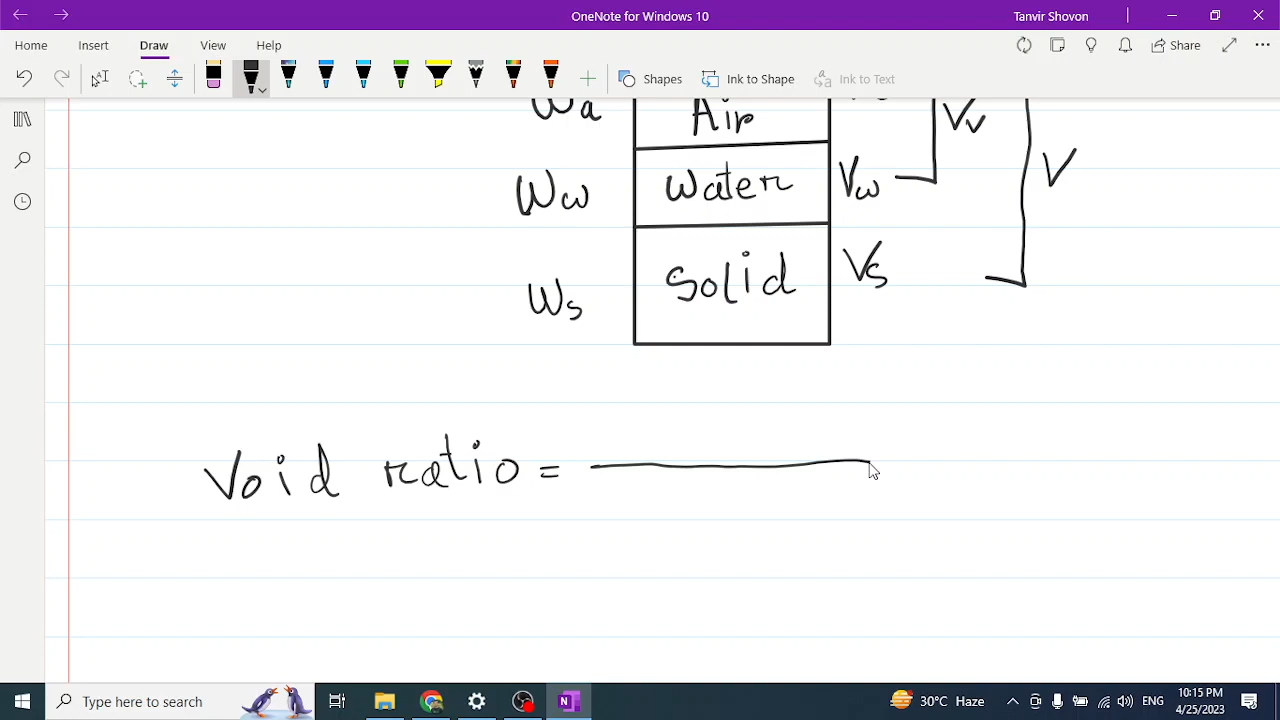 OneNote for Windows 10
Tanvir Shovon
Home Insert Draw View Help
Share
Shapes Ink to Shape Ink to Text
Wa Air Vv
Ww Water Vw V
Ws Solid Vs
Void ratio =
Type here to search
30°C Haze
ENG
10:15 PM
4/25/2023